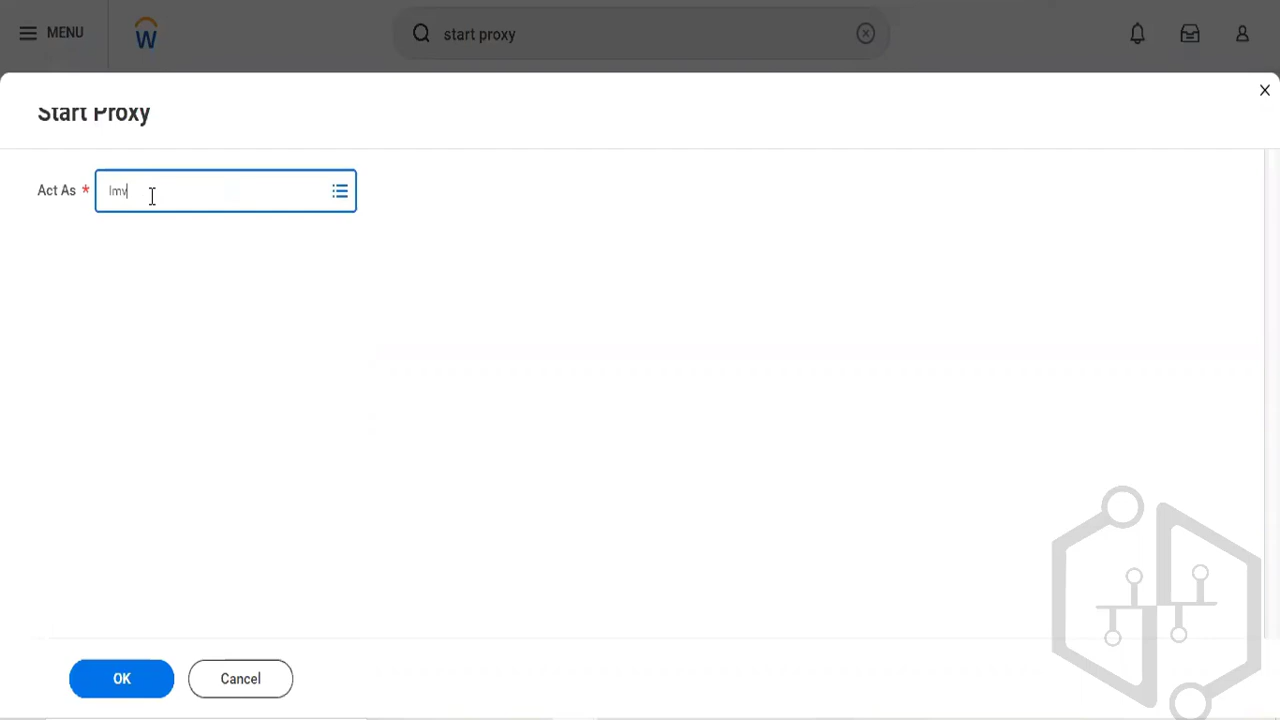 MENU
W
start proxy
Start Proxy
X
Act As *
lmv
OK
Cancel